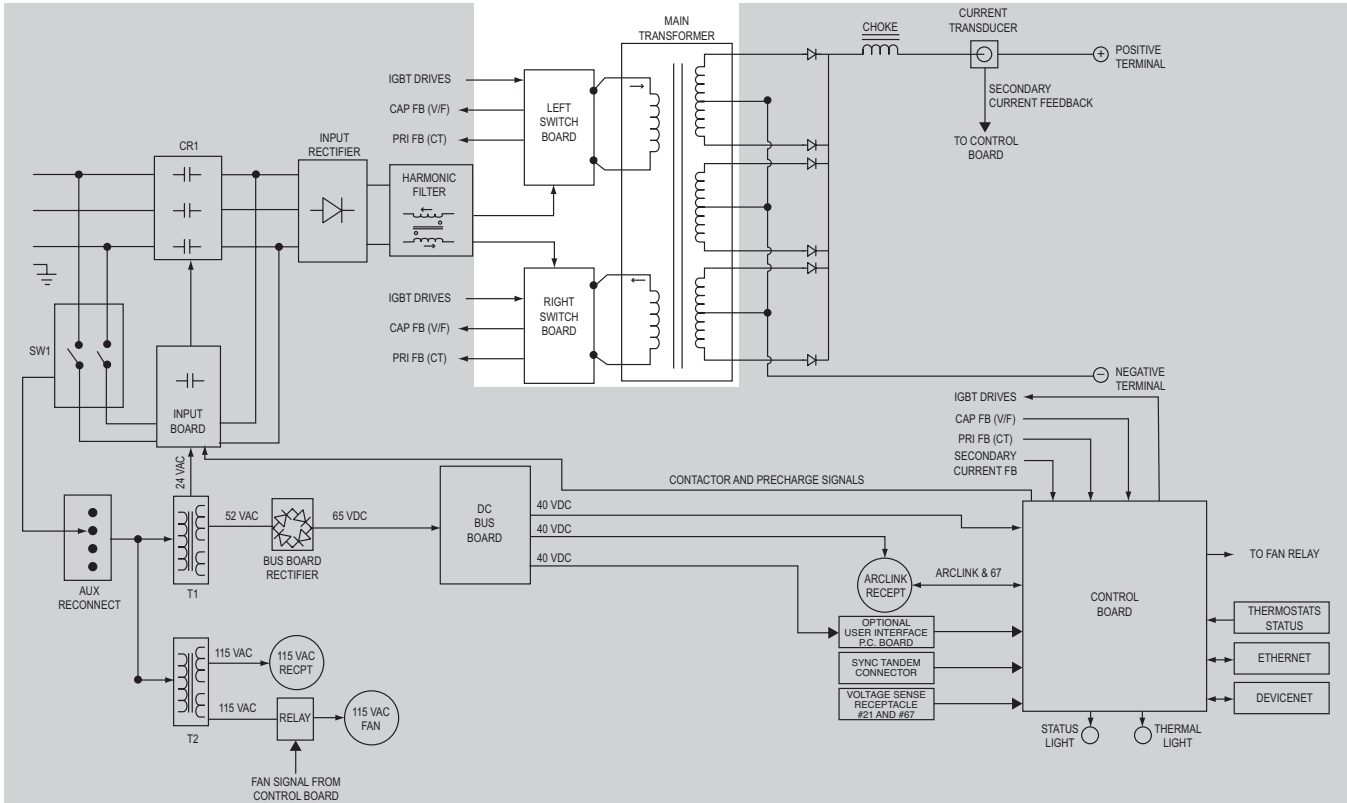 MAIN
TRANSFORMER
CHOKE
CURRENT
TRANSDUCER
+
POSITIVE
TERMINAL
SECONDARY
CURRENT FEEDBACK
TO CONTROL
BOARD
IGBT DRIVES
CAP FB (V/F)
PRI FB (CT)
LEFT
SWITCH
BOARD
CR1
INPUT
RECTIFIER
HARMONIC
FILTER
IGBT DRIVES
CAP FB (V/F)
PRI FB (CT)
RIGHT
SWITCH
BOARD
SW1
INPUT
BOARD
−
NEGATIVE
TERMINAL
IGBT DRIVES
CAP FB (V/F)
PRI FB (CT)
SECONDARY
CURRENT FB
24 VAC
CONTACTOR AND PRECHARGE SIGNALS
AUX
RECONNECT
T1
52 VAC
BUS BOARD
RECTIFIER
65 VDC
DC
BUS
BOARD
40 VDC
40 VDC
40 VDC
ARCLINK
RECEPT
ARCLINK & 67
OPTIONAL
USER INTERFACE
P.C. BOARD
SYNC TANDEM
CONNECTOR
VOLTAGE SENSE
RECEPTACLE
#21 AND #67
CONTROL
BOARD
TO FAN RELAY
THERMOSTATS
STATUS
ETHERNET
DEVICENET
STATUS
LIGHT
THERMAL
LIGHT
T2
115 VAC
115 VAC
RECPT
115 VAC
RELAY
115 VAC
FAN
FAN SIGNAL FROM
CONTROL BOARD